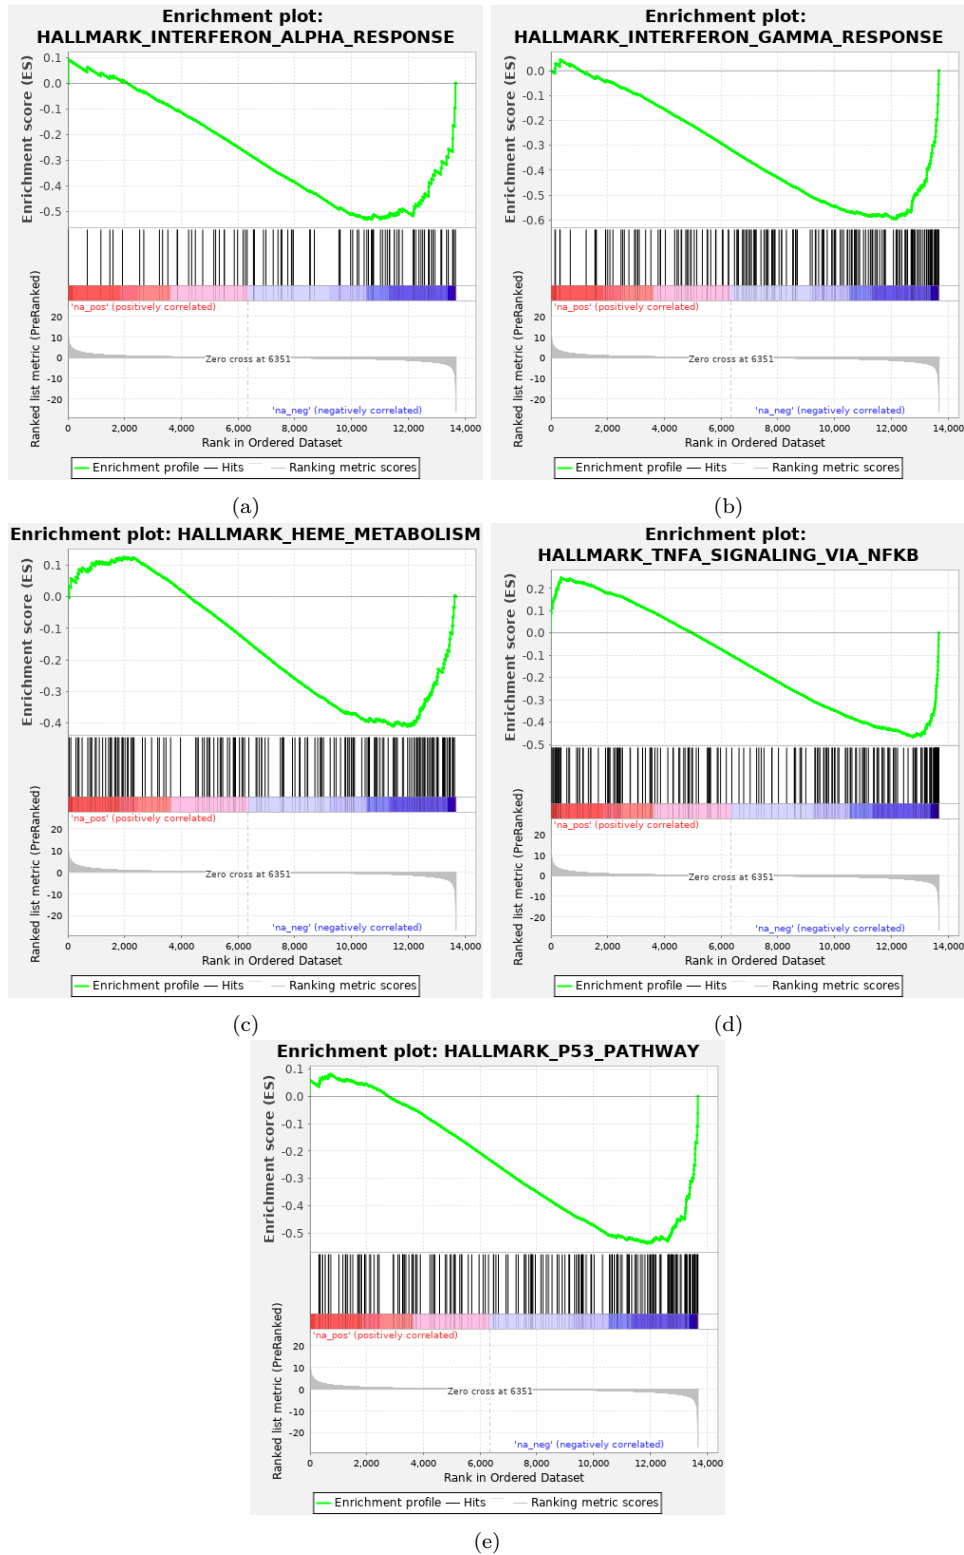 Enrichment plot:
HALLMARK_INTERFERON_ALPHA_RESPONSE
Enrichment score (ES)
0.1
0.0
-0.1
-0.2
-0.3
-0.4
-0.5
'na_pos' (positively correlated)
Ranked list metric (PreRanked)
20
10
0
-10
-20
Zero cross at 6351
'na_neg' (negatively correlated)
0 2,000 4,000 6,000 8,000 10,000 12,000 14,000
Rank in Ordered Dataset
Enrichment profile Hits Ranking metric scores
(a)
Enrichment plot:
HALLMARK_INTERFERON_GAMMA_RESPONSE
Enrichment score (ES)
0.0
-0.1
-0.2
-0.3
-0.4
-0.5
-0.6
'na_pos' (positively correlated)
Ranked list metric (PreRanked)
20
10
0
-10
-20
Zero cross at 6351
'na_neg' (negatively correlated)
0 2,000 4,000 6,000 8,000 10,000 12,000 14,000
Rank in Ordered Dataset
Enrichment profile Hits Ranking metric scores
(b)
Enrichment plot: HALLMARK_HEME_METABOLISM
Enrichment score (ES)
0.1
0.0
-0.1
-0.2
-0.3
-0.4
'na_pos' (positively correlated)
Ranked list metric (PreRanked)
20
10
0
-10
-20
Zero cross at 6351
'na_neg' (negatively correlated)
0 2,000 4,000 6,000 8,000 10,000 12,000 14,000
Rank in Ordered Dataset
Enrichment profile Hits Ranking metric scores
(c)
Enrichment plot:
HALLMARK_TNFA_SIGNALING_VIA_NFKB
Enrichment score (ES)
0.2
0.1
0.0
-0.1
-0.2
-0.3
-0.4
-0.5
'na_pos' (positively correlated)
Ranked list metric (PreRanked)
20
10
0
-10
-20
Zero cross at 6351
'na_neg' (negatively correlated)
0 2,000 4,000 6,000 8,000 10,000 12,000 14,000
Rank in Ordered Dataset
Enrichment profile Hits Ranking metric scores
(d)
Enrichment plot: HALLMARK_P53_PATHWAY
Enrichment score (ES)
0.1
0.0
-0.1
-0.2
-0.3
-0.4
-0.5
'na_pos' (positively correlated)
Ranked list metric (PreRanked)
20
10
0
-10
-20
Zero cross at 6351
'na_neg' (negatively correlated)
0 2,000 4,000 6,000 8,000 10,000 12,000 14,000
Rank in Ordered Dataset
Enrichment profile Hits Ranking metric scores
(e)